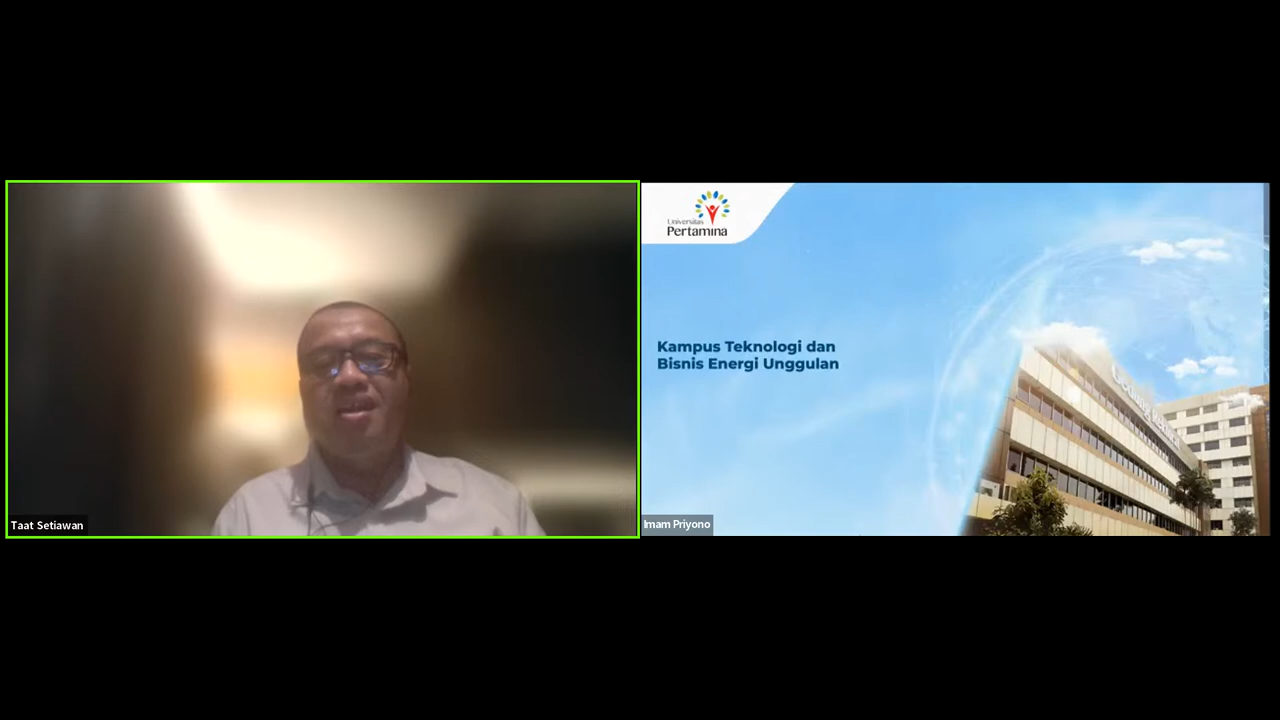 Taat Setiawan
Universitas
Pertamina
Kampus Teknologi dan
Bisnis Energi Unggulan
Imam Priyono